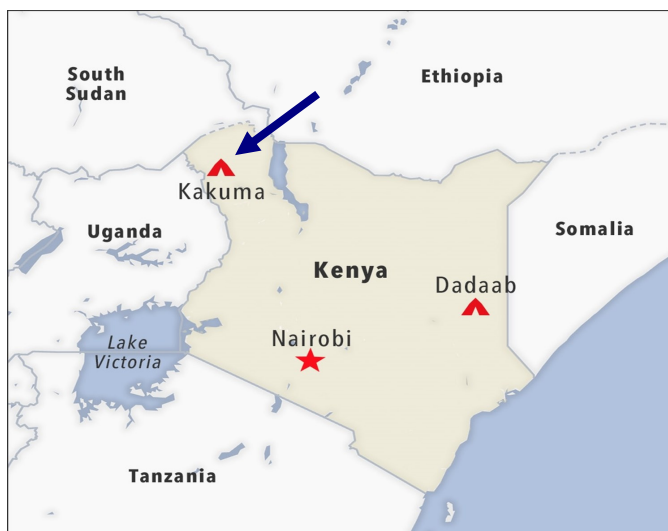 South
Sudan
Ethiopia
Kakuma
Uganda
Somalia
Kenya
Dadaab
Nairobi
Lake
Victoria
Tanzania